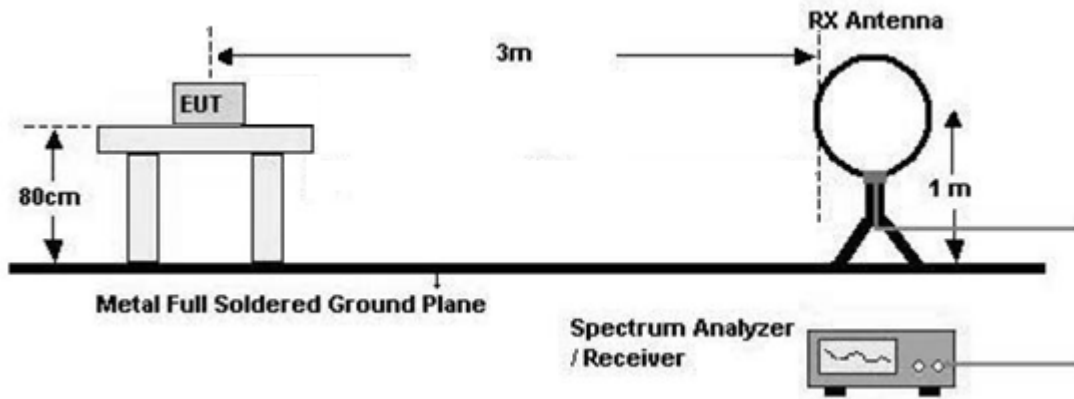 RX Antenna
3m
EUT
80cm
1 m
Metal Full Soldered Ground Plane
Spectrum Analyzer
/ Receiver